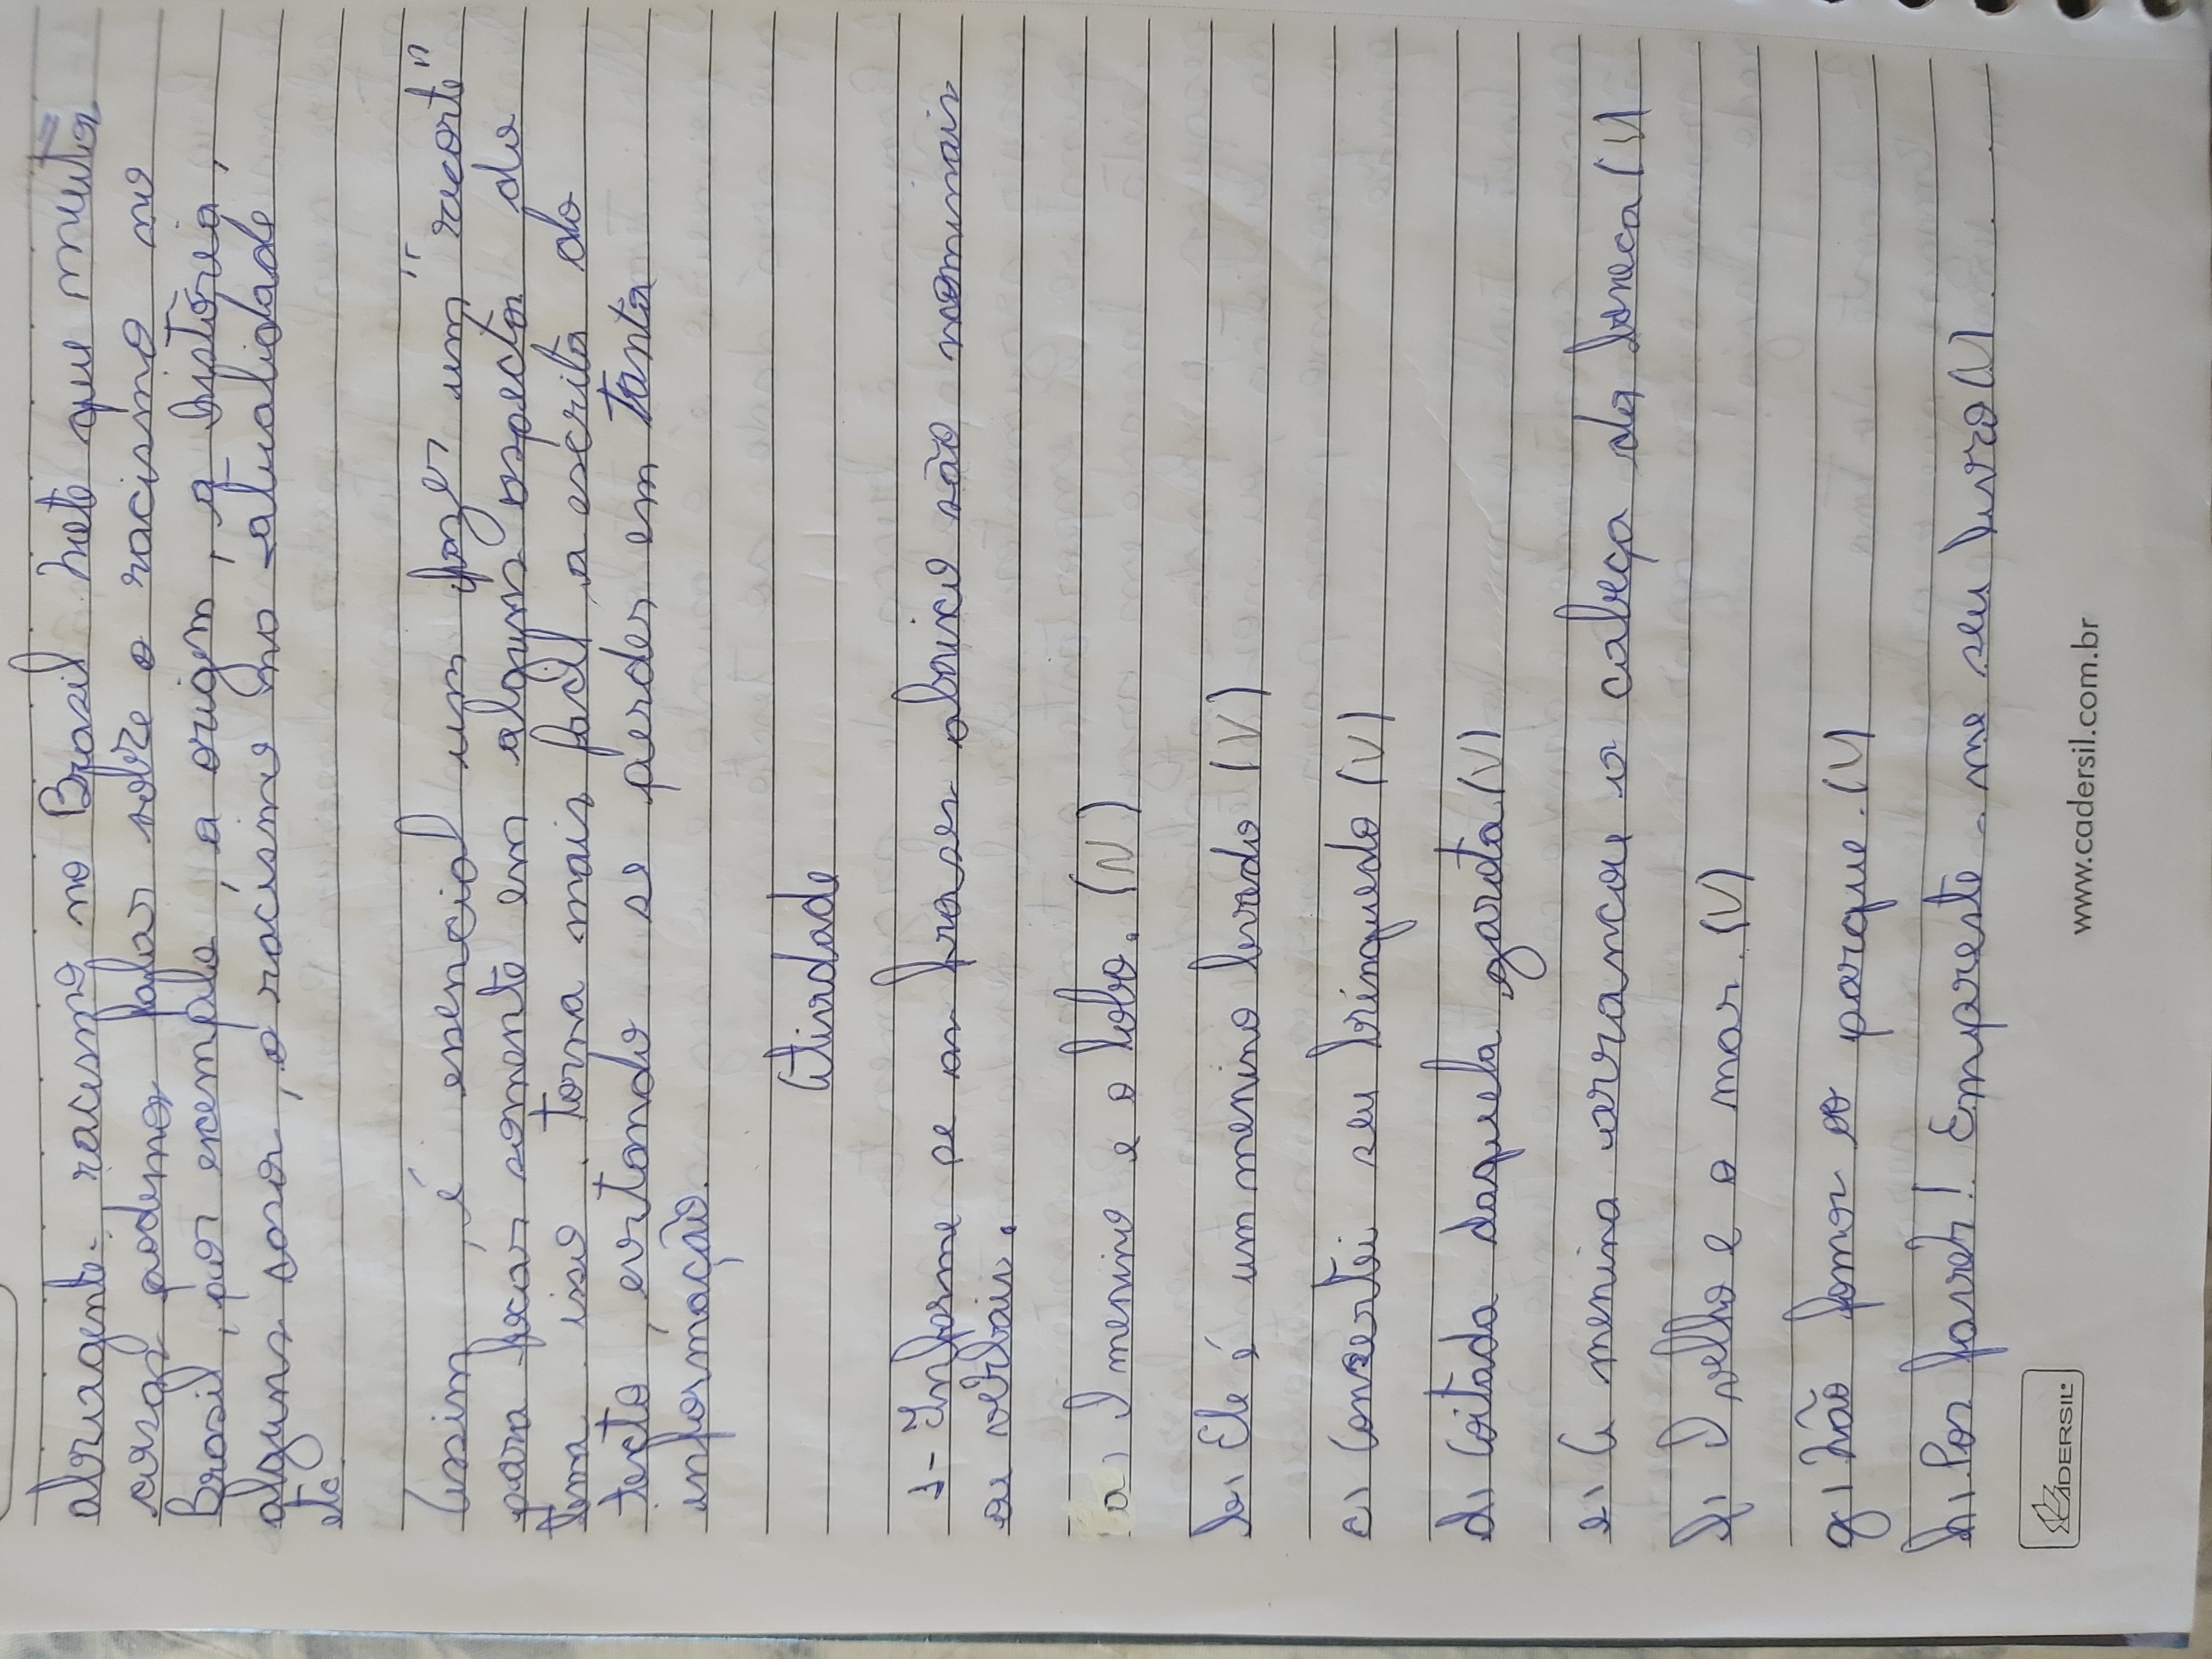 abragente. racismo no Brasil Note que muitas
coisas podemos falar sobre o racismo no
Brasil, por exemplo, a origem, a história,
alguns casos, o racismo na atualidade
etc.
Assim, é esencial um fazer um "recorte"
para focar somente em alguns aspectos do
tema. isso torna mais facil a escrita do
texto, evitando se perder em tanta
informação.
Atividade
1- Informe se as frases abaixo são nominais
ou verbais.
a) O menino e o lobo. (N)
b) Ele é um menino levado (V)
c) Consertei seu brinquedo (V)
d) Coitada daquela garota (V)
e) A menina arrancou a cabeça da boneca (V)
f) O velho e o mar. (V)
g) Não fomos ao parque. (V)
h) Por favor! Empreste-me seu livro (V)
CADERSIL
www.cadersil.com.br